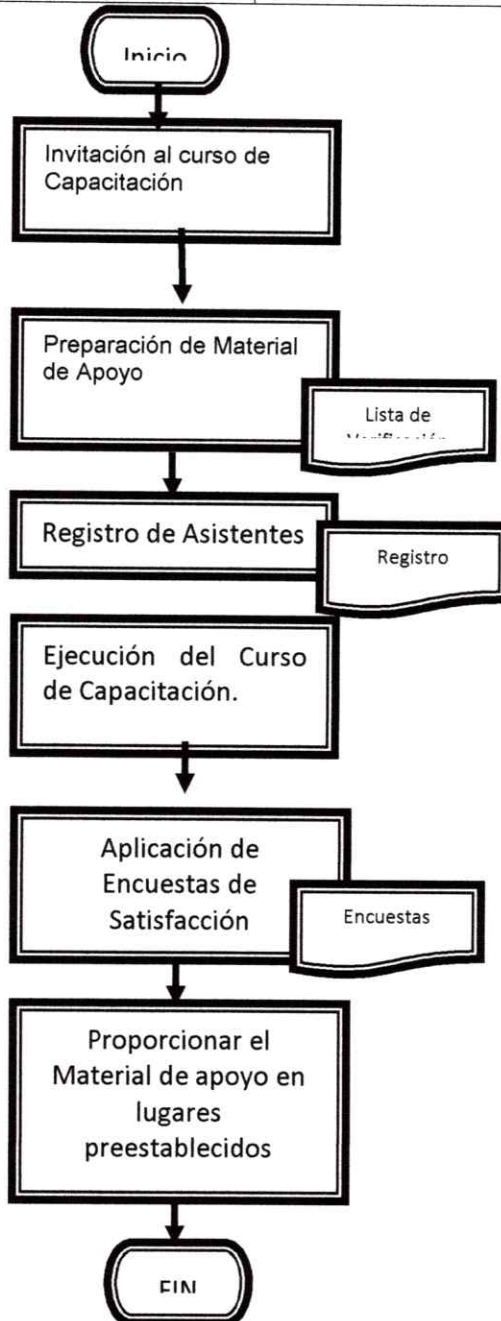 Inicio
Invitación al curso de
Capacitación
Preparación de Material
de Apoyo
Lista de
Verificación
Registro de Asistentes
Registro
Ejecución del Curso
de Capacitación.
Aplicación de
Encuestas de
Satisfacción
Encuestas
Proporcionar el
Material de apoyo en
lugares
preestablecidos
FIN